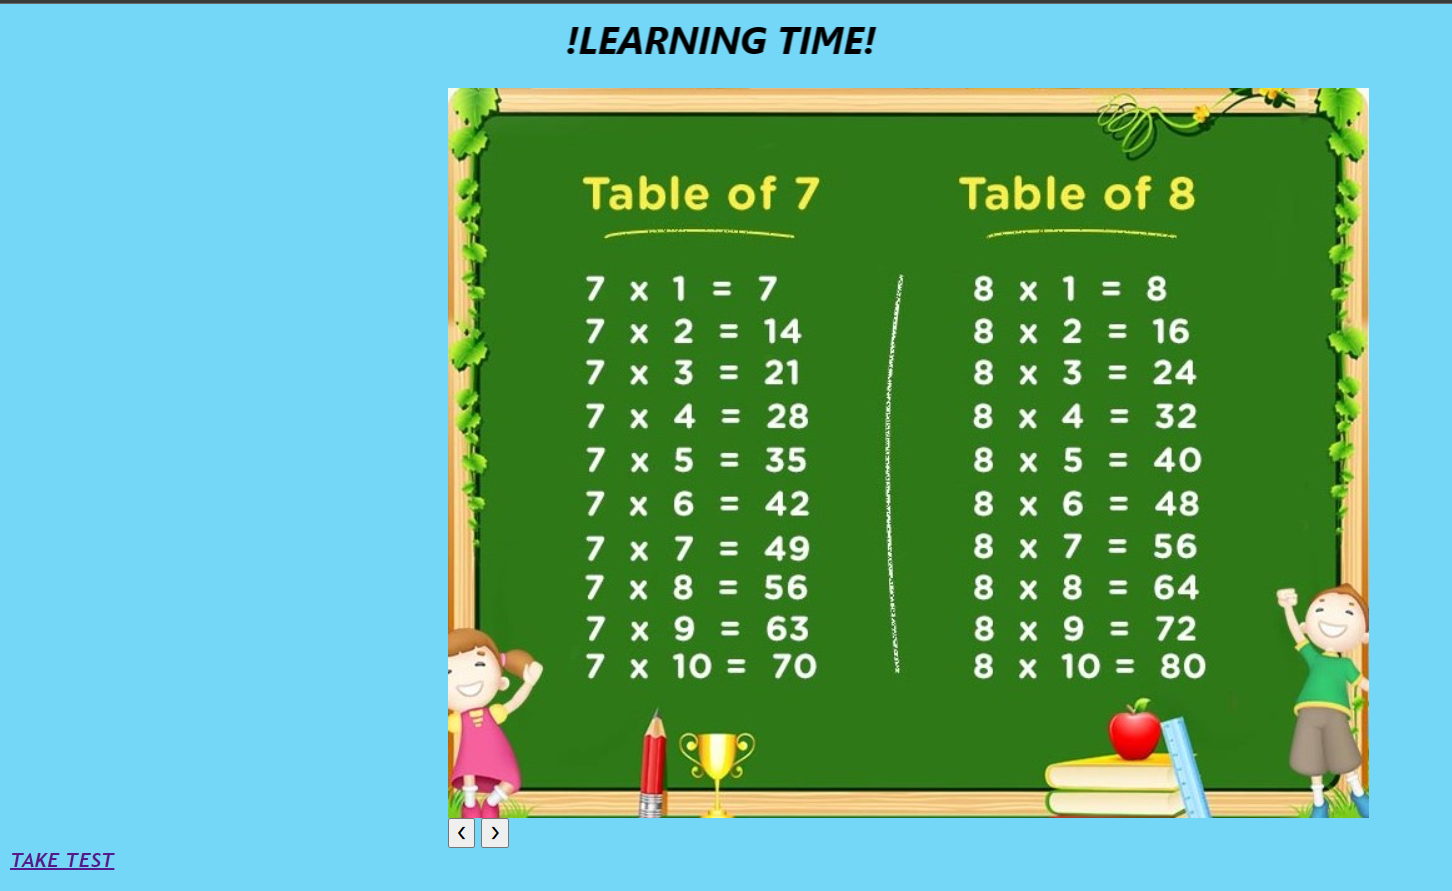 !LEARNING TIME!
Table of 7
7 x 1 = 7
7 x 2 = 14
7 x 3 = 21
7 x 4 = 28
7 x 5 = 35
7 x 6 = 42
7 x 7 = 49
7 x 8 = 56
7 x 9 = 63
7 x 10 = 70
Table of 8
8 x 1 = 8
8 x 2 = 16
8 x 3 = 24
8 x 4 = 32
8 x 5 = 40
8 x 6 = 48
8 x 7 = 56
8 x 8 = 64
8 x 9 = 72
8 x 10 = 80
❮ ❯
TAKE TEST